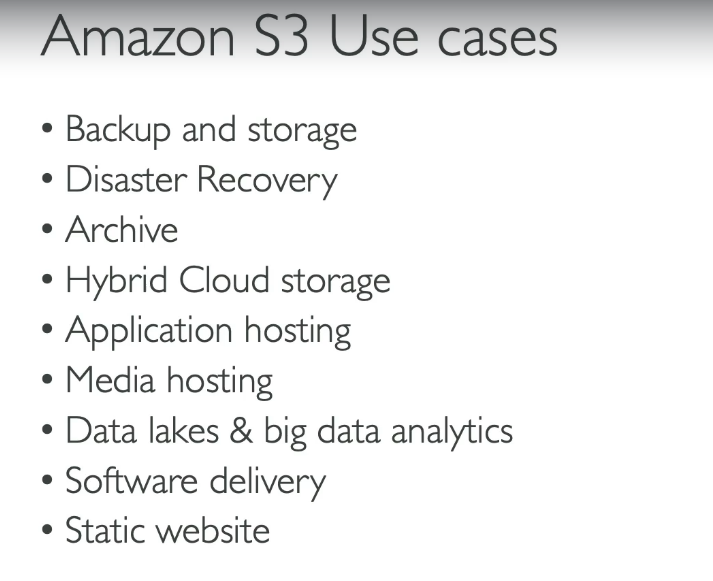 Amazon S3 Use cases
• Backup and storage
• Disaster Recovery
• Archive
• Hybrid Cloud storage
• Application hosting
• Media hosting
• Data lakes & big data analytics
• Software delivery
• Static website